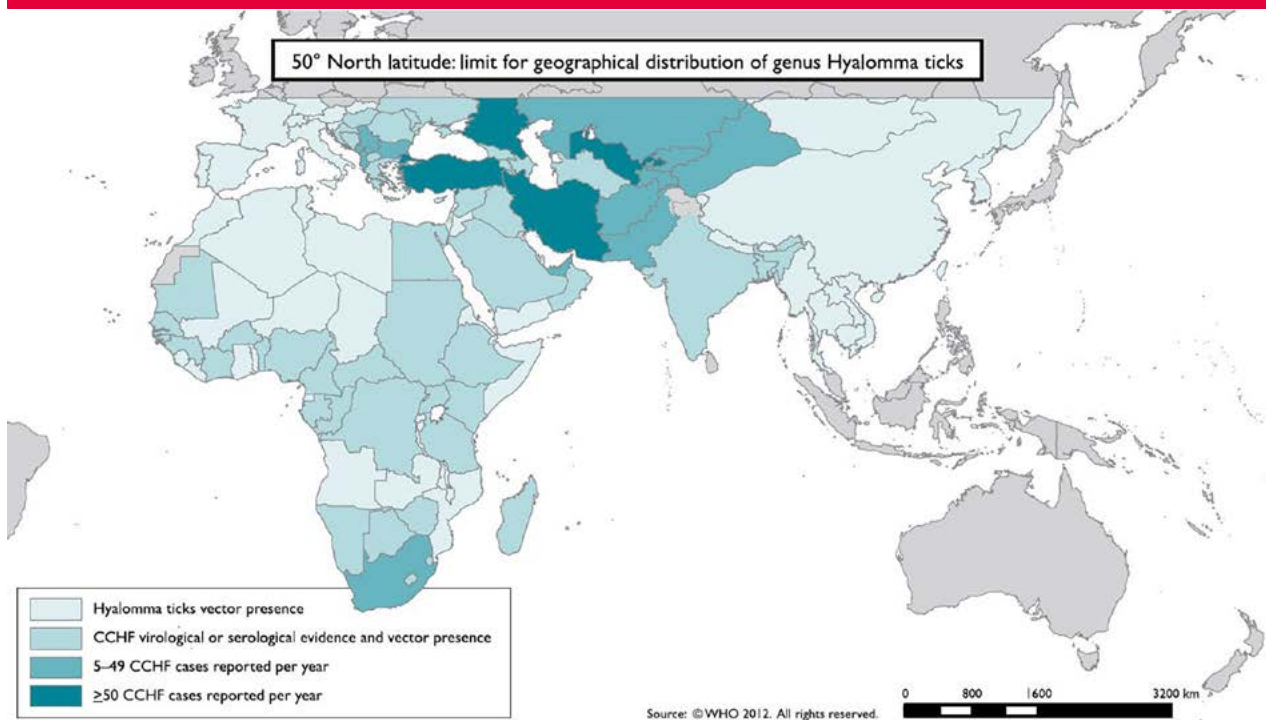 50° North latitude: limit for geographical distribution of genus Hyalomma ticks
Hyalomma ticks vector presence
CCHF virological or serological evidence and vector presence
5–49 CCHF cases reported per year
≥50 CCHF cases reported per year
0 800 1600 3200 km
Source: ©WHO 2012. All rights reserved.